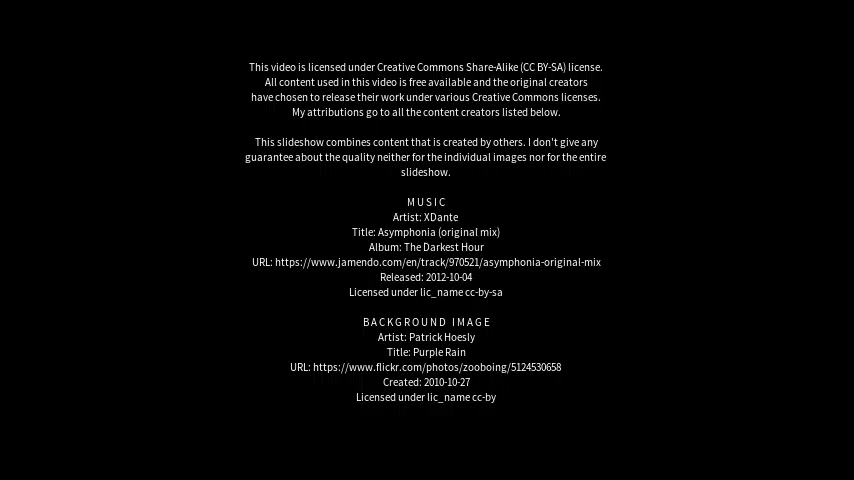 This video is licensed under Creative Commons Share-Alike (CC BY-SA) license.
All content used in this video is free available and the original creators
have chosen to release their work under various Creative Commons licenses.
My attributions go to all the content creators listed below.
This slideshow combines content that is created by others. I don't give any
guarantee about the quality neither for the individual images nor for the entire
slideshow.
MUSIC
Artist: XDante
Title: Asymphonia (original mix)
Album: The Darkest Hour
URL: https://www.jamendo.com/en/track/970521/asymphonia-original-mix
Released: 2012-10-04
Licensed under lic_name cc-by-sa
BACKGROUND IMAGE
Artist: Patrick Hoesly
Title: Purple Rain
URL: https://www.flickr.com/photos/zooboing/5124530658
Created: 2010-10-27
Licensed under lic_name cc-by